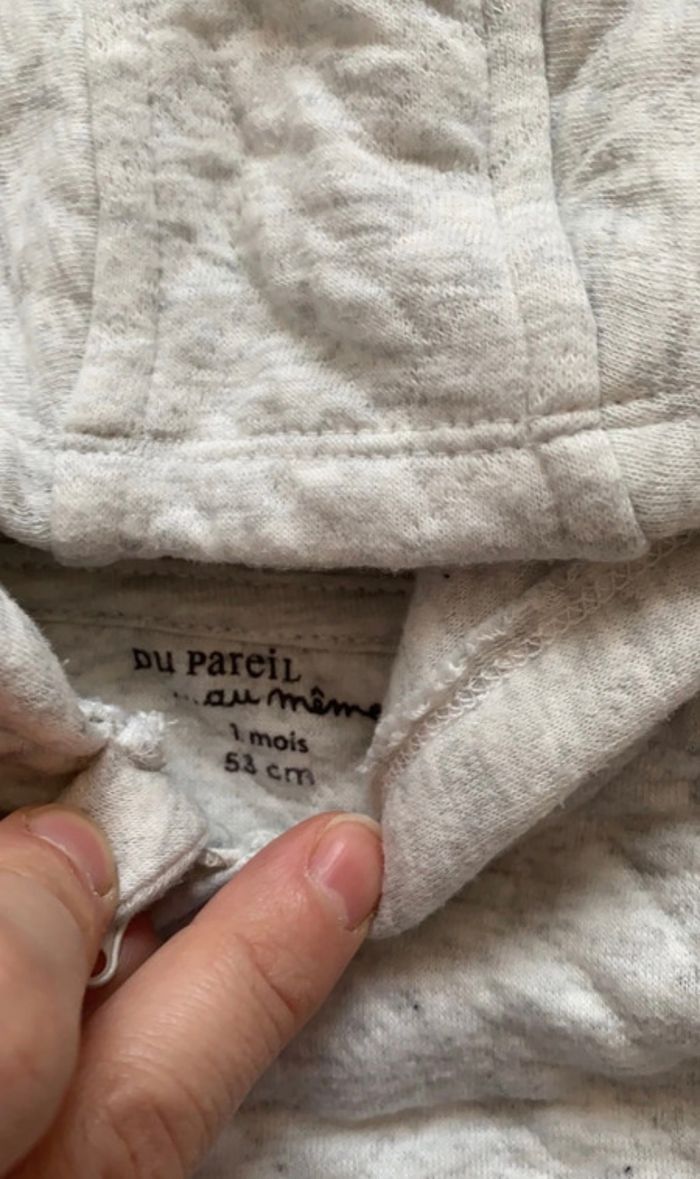 DU PAREIL
...au même
1 mois
53 cm